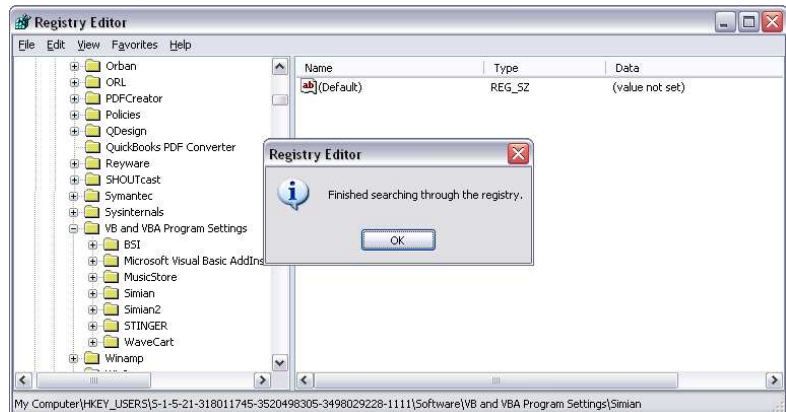 Registry Editor
File Edit View Favorites Help
Orban
ORL
PDFCreator
Policies
QDesign
QuickBooks PDF Converter
Reyware
SHOUTcast
Symantec
Sysinternals
VB and VBA Program Settings
BSI
Microsoft Visual Basic AddIns
MusicStore
Simian
Simian2
STINGER
WaveCart
Winamp
Name Type Data
ab (Default) REG_SZ (value not set)
Registry Editor
Finished searching through the registry.
OK
My Computer\HKEY_USERS\S-1-5-21-318011745-3520498305-3498029228-1111\Software\VB and VBA Program Settings\Simian